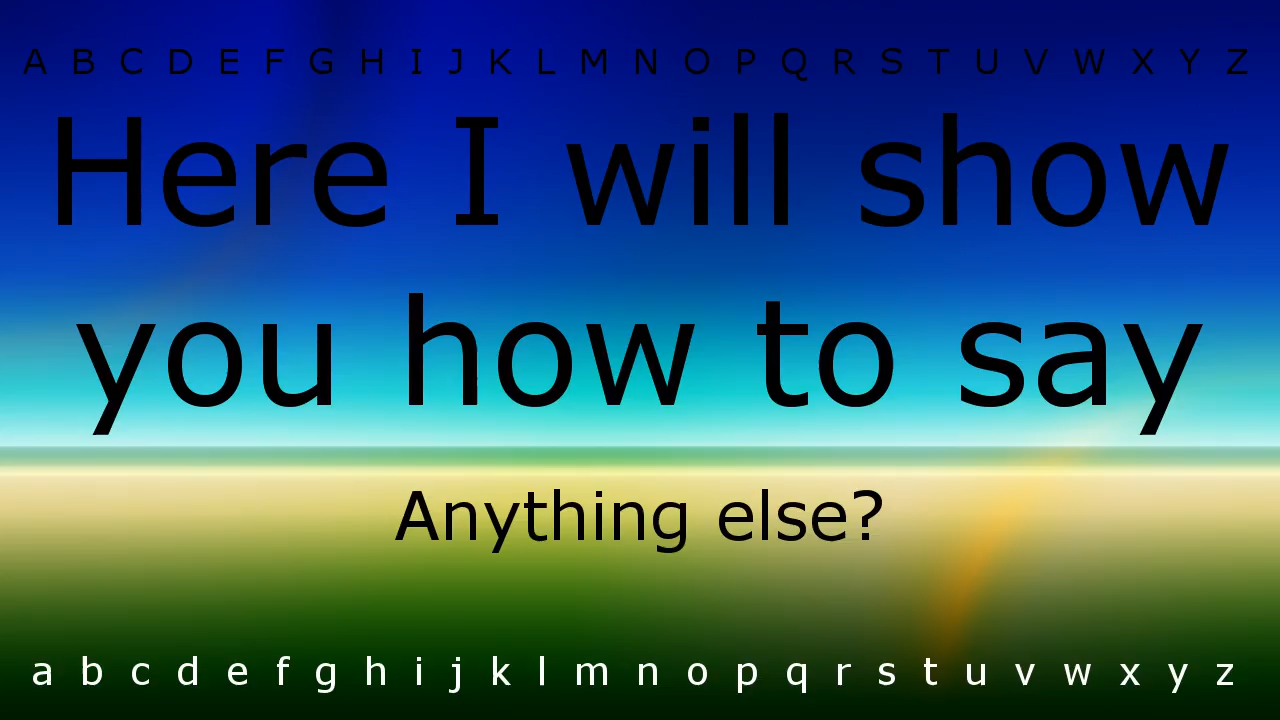 A B C D E F G H I J K L M N O P Q R S T U V W X Y Z
Here I will show
you how to say
Anything else?
a b c d e f g h i j k l m n o p q r s t u v w x y z